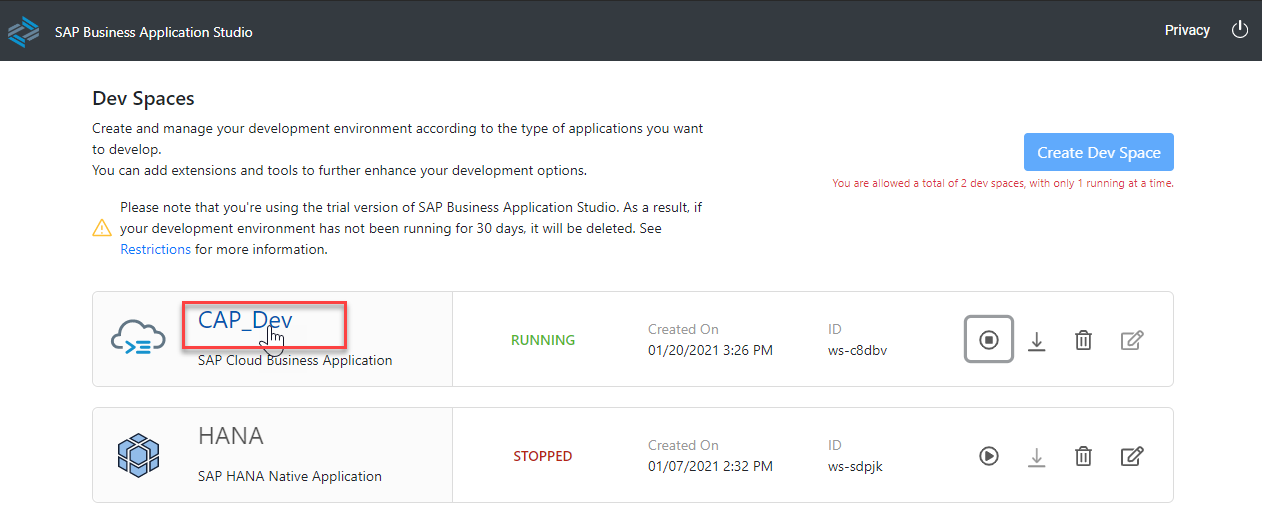 SAP Business Application Studio
Privacy
Dev Spaces
Create and manage your development environment according to the type of applications you want
to develop.
You can add extensions and tools to further enhance your development options.
Create Dev Space
You are allowed a total of 2 dev spaces, with only 1 running at a time.
Please note that you're using the trial version of SAP Business Application Studio. As a result, if
your development environment has not been running for 30 days, it will be deleted. See
Restrictions for more information.
CAP_Dev
SAP Cloud Business Application
RUNNING
Created On
01/20/2021 3:26 PM
ID
ws-c8dbv
HANA
SAP HANA Native Application
STOPPED
Created On
01/07/2021 2:32 PM
ID
ws-sdpjk